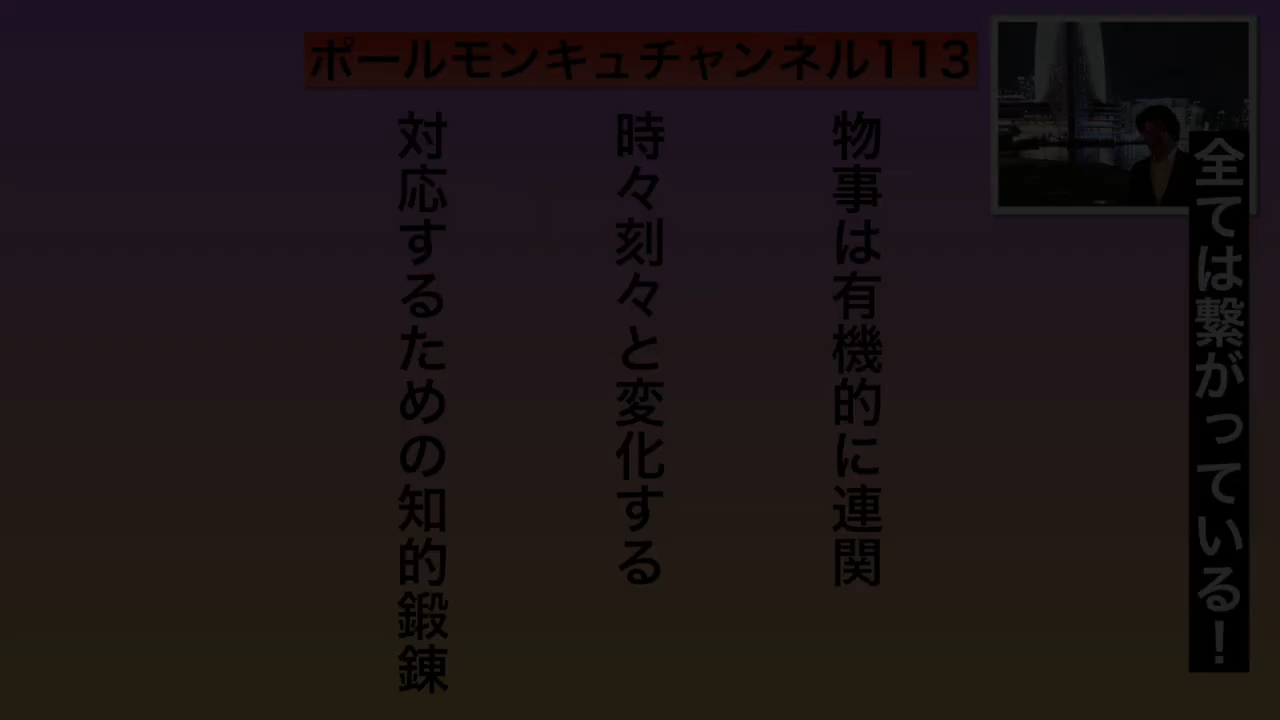 ポールモンキュチャンネル113
全ては繋がっている！
物事は有機的に連関
時々刻々と変化する
対応するための知的鍛錬